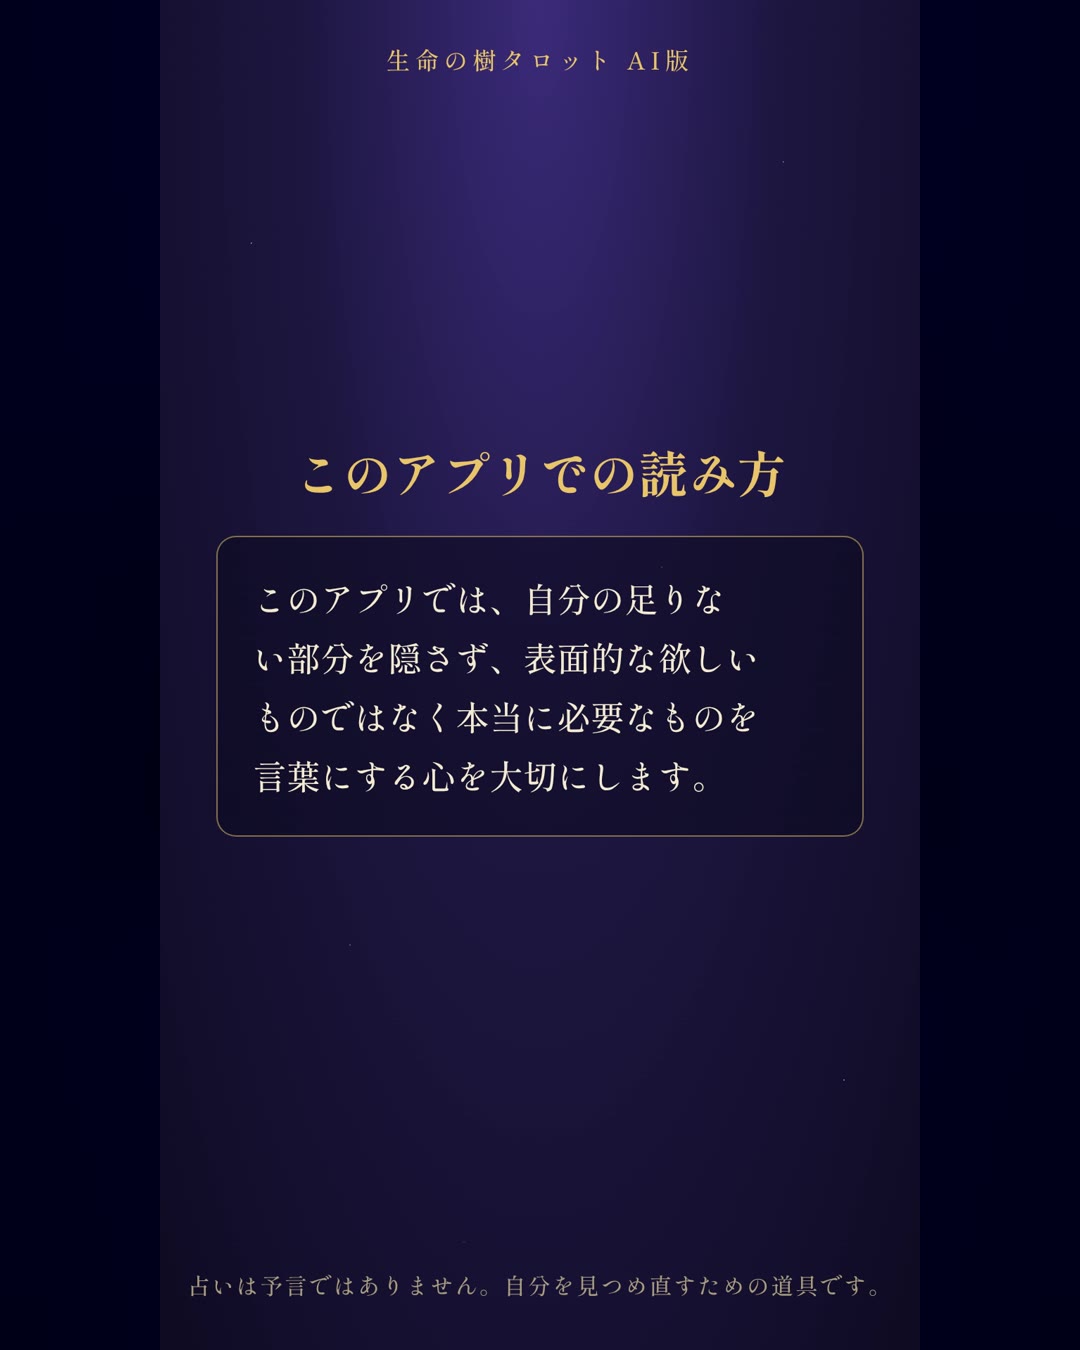 生命の樹タロット AI版
このアプリでの読み方
このアプリでは、自分の足りな
い部分を隠さず、表面的な欲しい
ものではなく本当に必要なものを
言葉にする心を大切にします。
占いは予言ではありません。自分を見つめ直すための道具です。